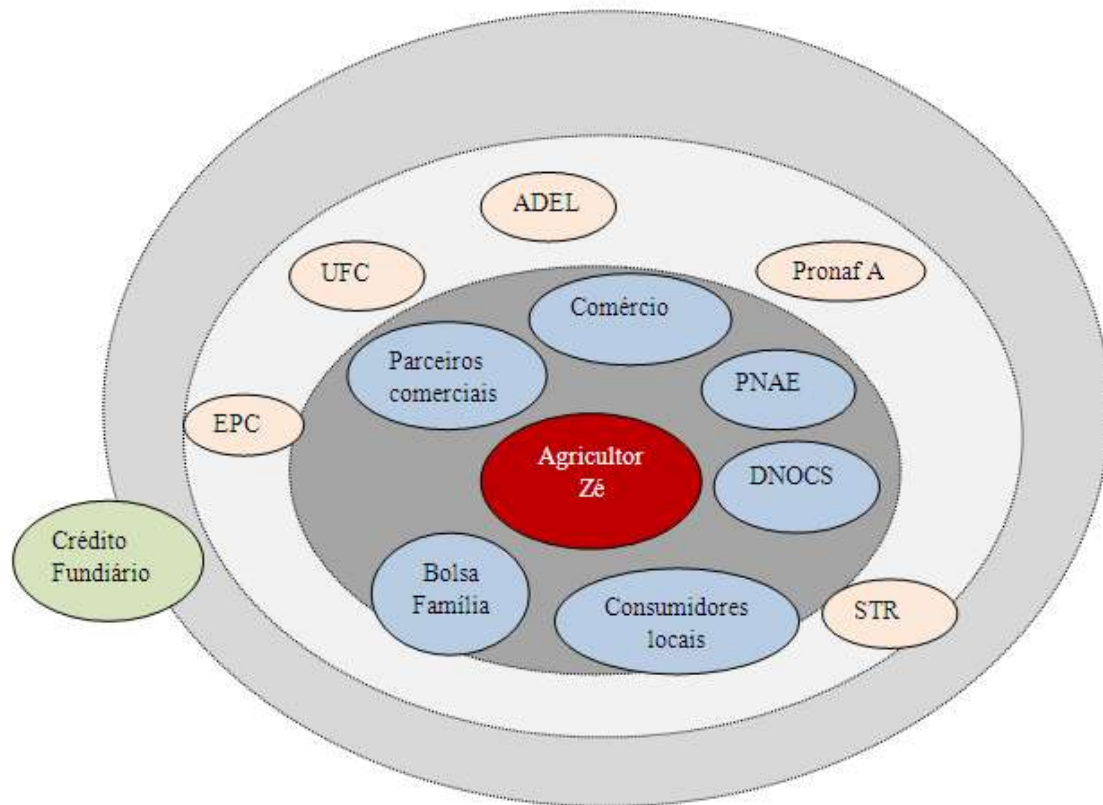 ADEL
UFC
Pronaf A
Comércio
Parceiros
comerciais
PNAE
EPC
Agricultor
Zé
DNOCS
Crédito
Fundiário
Bolsa
Família
Consumidores
locais
STR